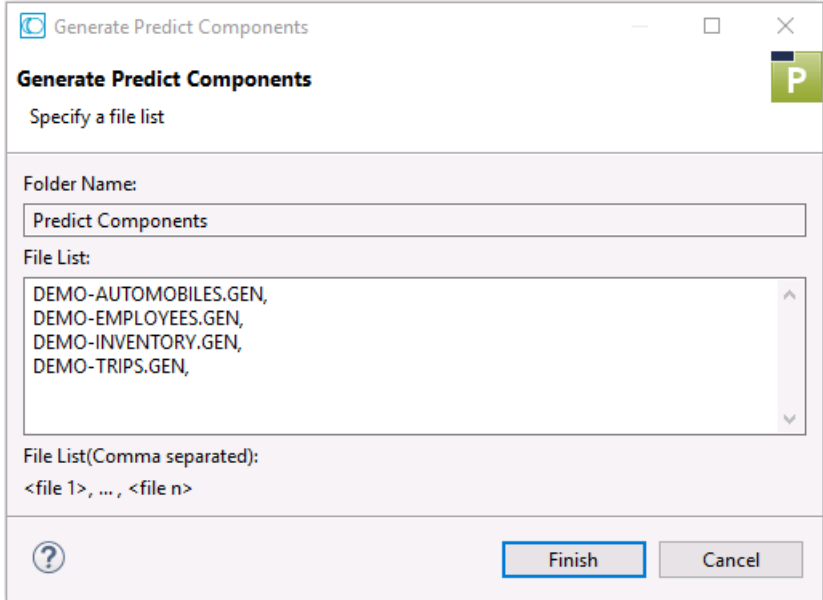 Generate Predict Components
Generate Predict Components
P
Specify a file list
Folder Name:
Predict Components
File List:
DEMO-AUTOMOBILES.GEN,
DEMO-EMPLOYEES.GEN,
DEMO-INVENTORY.GEN,
DEMO-TRIPS.GEN,
File List(Comma separated):
<file 1>, ... , <file n>
?
Finish
Cancel